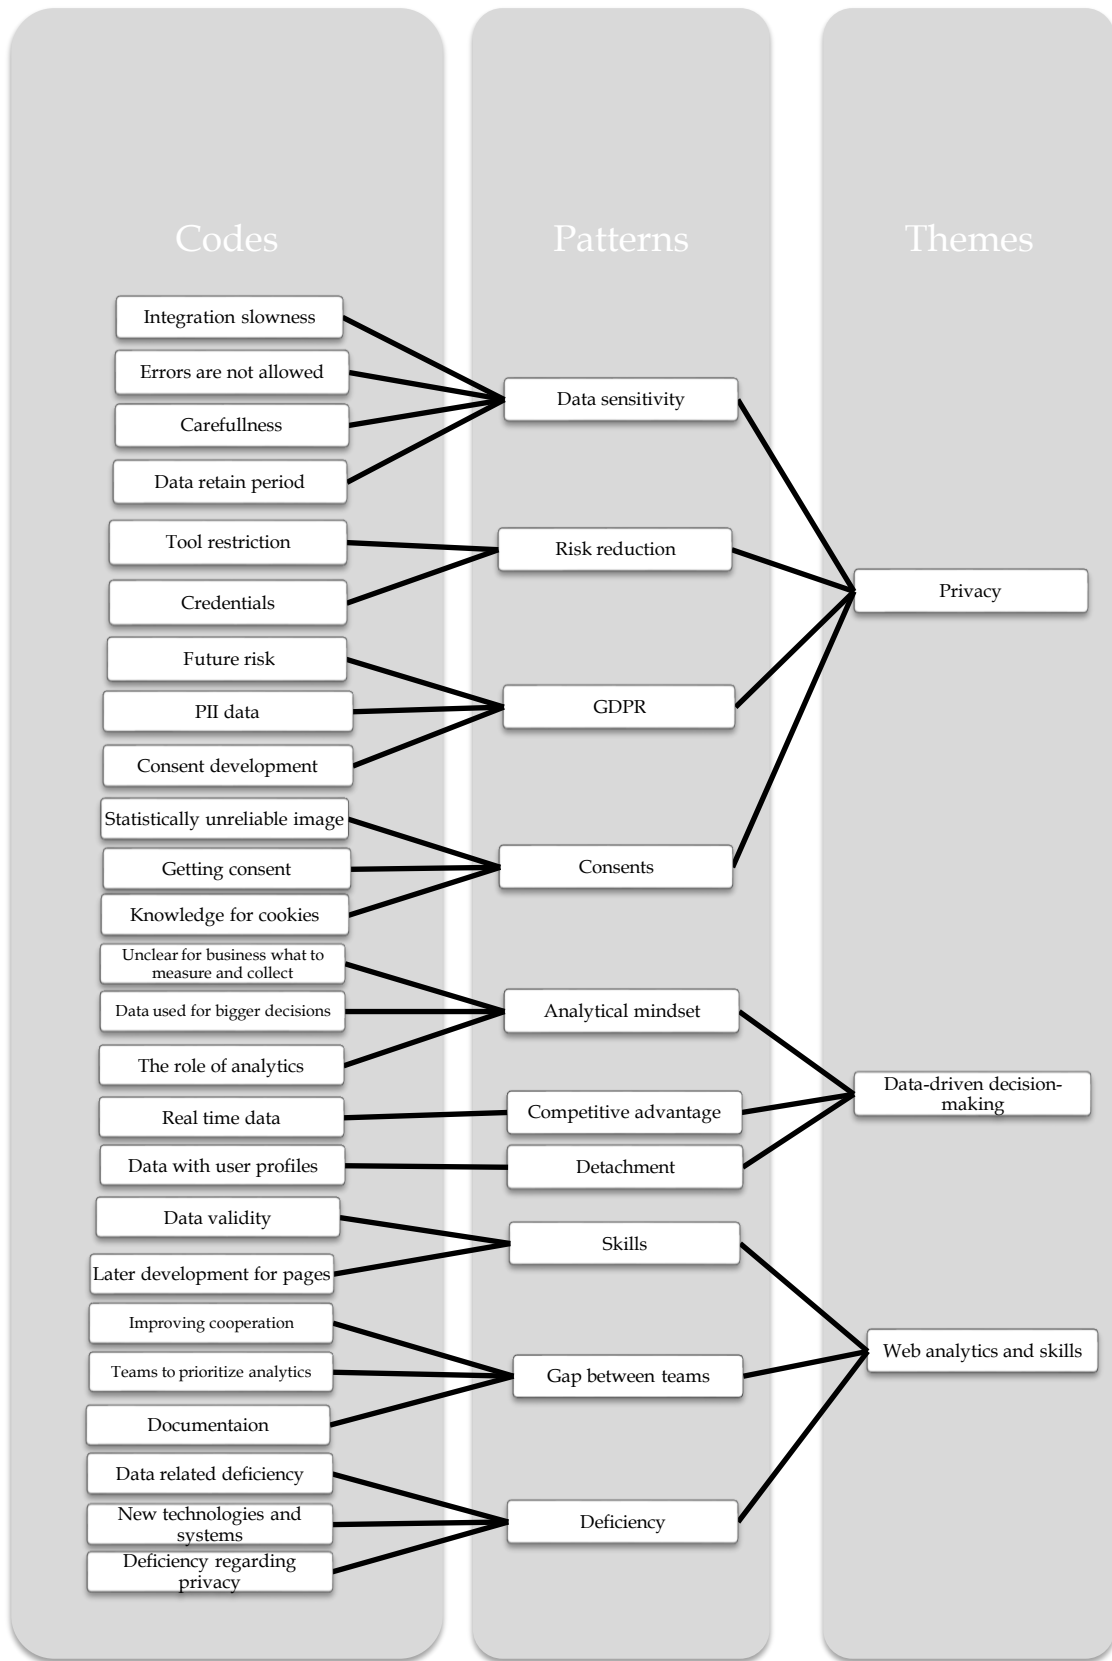 Codes
Patterns
Themes
Integration slowness
Errors are not allowed
Carefullness
Data retain period
Tool restriction
Credentials
Future risk
PII data
Consent development
Statistically unreliable image
Getting consent
Knowledge for cookies
Unclear for business what to
measure and collect
Data used for bigger decisions
The role of analytics
Real time data
Data with user profiles
Data validity
Later development for pages
Improving cooperation
Teams to prioritize analytics
Documentaion
Data related deficiency
New technologies and
systems
Deficiency regarding
privacy
Data sensitivity
Risk reduction
GDPR
Consents
Analytical mindset
Competitive advantage
Detachment
Skills
Gap between teams
Deficiency
Privacy
Data-driven decision-
making
Web analytics and skills